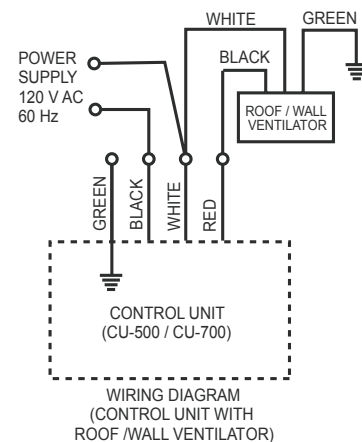 WHITE
GREEN
BLACK
POWER
SUPPLY
120 V AC
60 Hz
ROOF / WALL
VENTILATOR
GREEN
BLACK
WHITE
RED
CONTROL UNIT
(CU-500 / CU-700)
WIRING DIAGRAM
(CONTROL UNIT WITH
ROOF /WALL VENTILATOR)